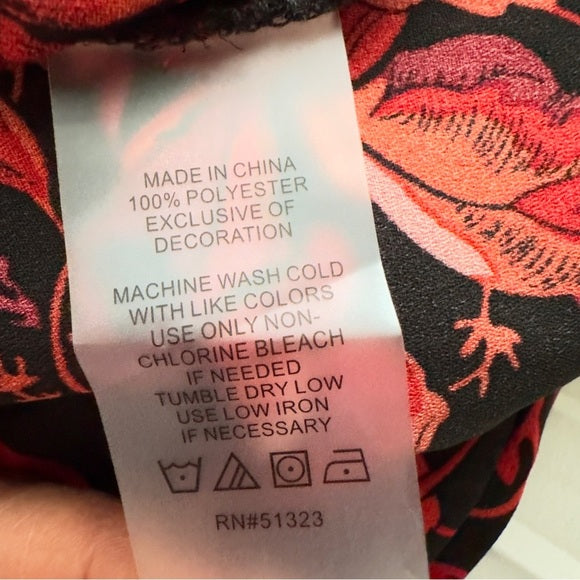 MADE IN CHINA
100% POLYESTER
EXCLUSIVE OF
DECORATION
MACHINE WASH COLD
WITH LIKE COLORS
USE ONLY NON-
CHLORINE BLEACH
IF NEEDED
TUMBLE DRY LOW
USE LOW IRON
IF NECESSARY
RN#51323